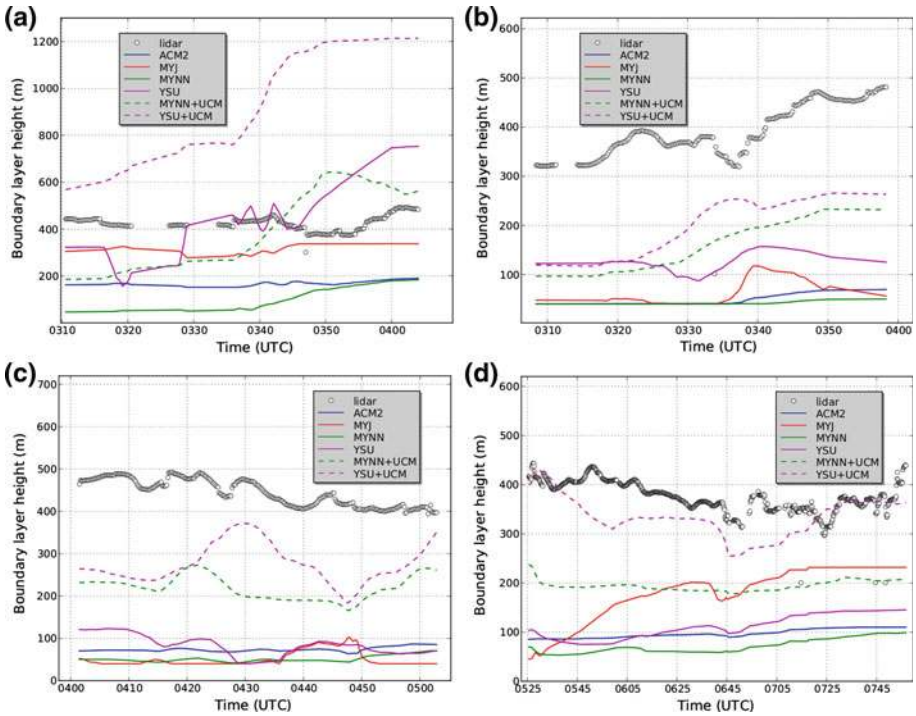 (a)
Boundary layer height (m)
1200
1000
800
600
400
200
lidar
ACM2
MYJ
MYNN
YSU
MYNN+UCM
YSU+UCM
0310 0320 0330 0340 0350 0400
Time (UTC)
(b)
Boundary layer height (m)
600
500
400
300
200
100
lidar
ACM2
MYJ
MYNN
YSU
MYNN+UCM
YSU+UCM
0310 0320 0330 0340 0350 0400
Time (UTC)
(c)
Boundary layer height (m)
700
600
500
400
300
200
100
0
lidar
ACM2
MYJ
MYNN
YSU
MYNN+UCM
YSU+UCM
0400 0410 0420 0430 0440 0450 0500
Time (UTC)
(d)
Boundary layer height (m)
600
500
400
300
200
100
0
lidar
ACM2
MYJ
MYNN
YSU
MYNN+UCM
YSU+UCM
0525 0545 0605 0625 0645 0705 0725 0745
Time (UTC)